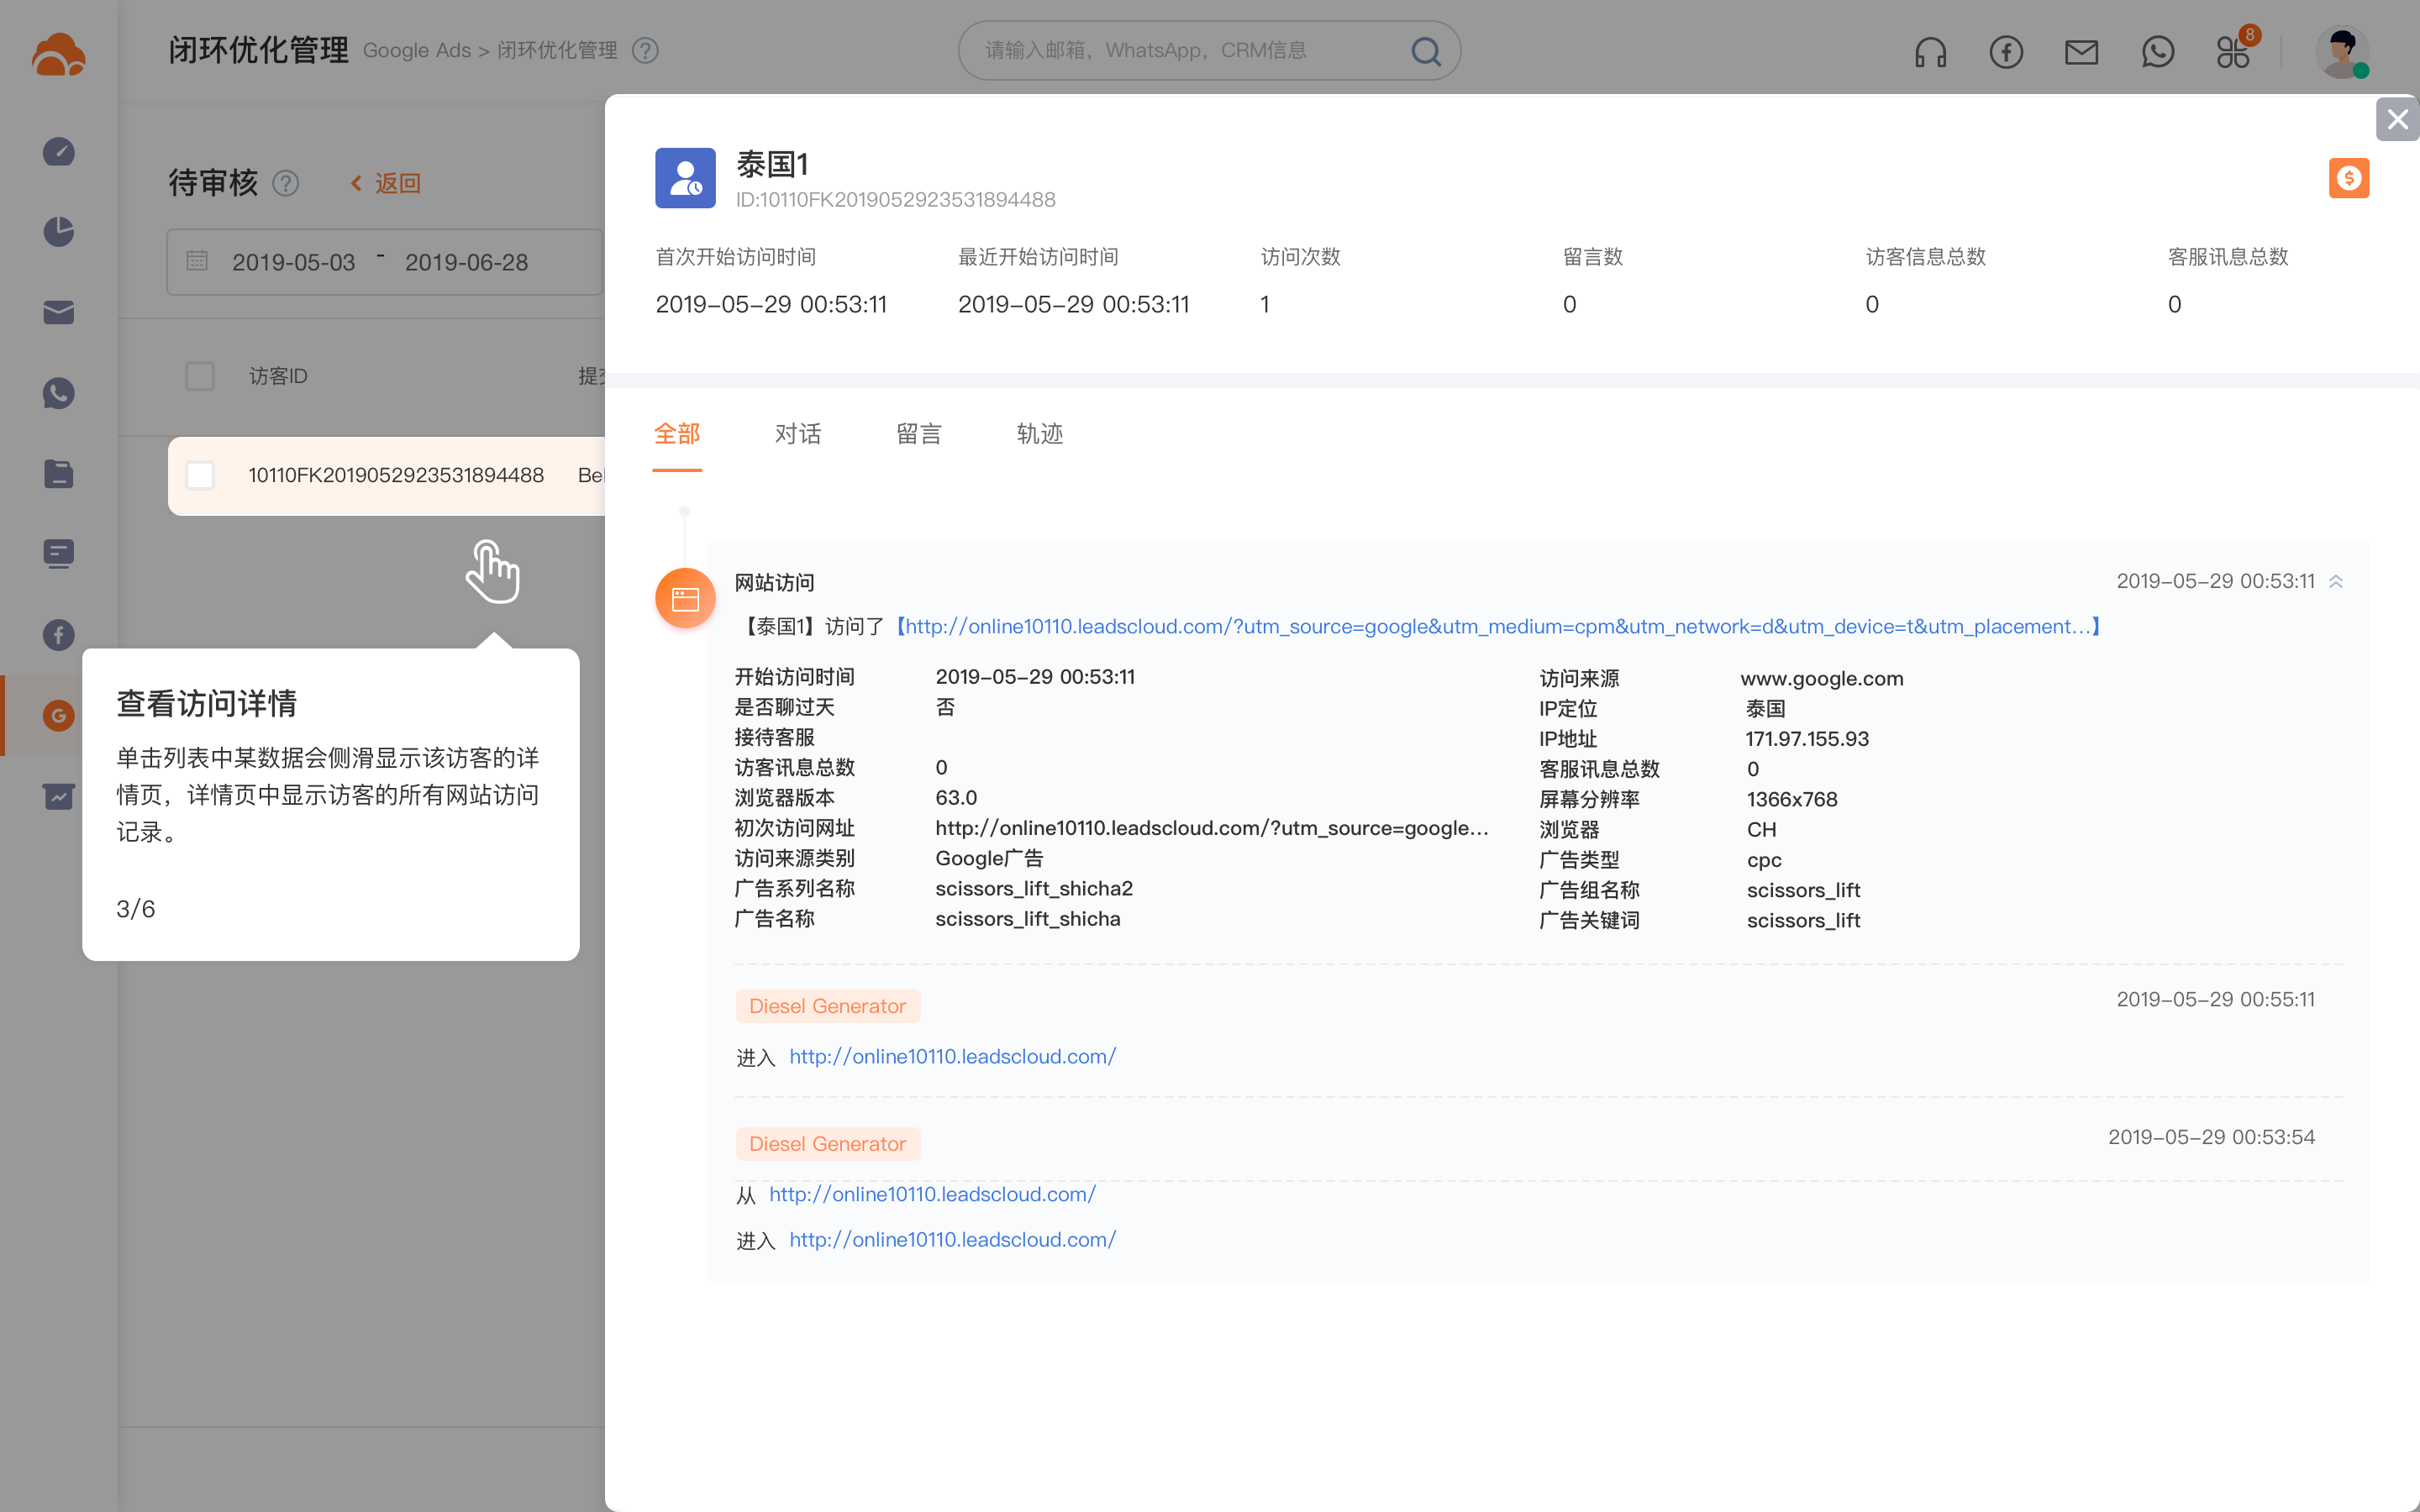 闭环优化管理 Google Ads > 闭环优化管理 ?
请输入邮箱，WhatsApp，CRM信息
8
待审核 ? 返回
2019-05-03 - 2019-06-28
访客ID
10110FK2019052923531894488
G
查看访问详情
单击列表中某数据会侧滑显示该访客的详
情页，详情页中显示访客的所有网站访问
记录。
3/6
泰国1
ID:10110FK2019052923531894488
$
首次开始访问时间 最近开始访问时间 访问次数 留言数 访客信息总数 客服讯息总数
2019-05-29 00:53:11 2019-05-29 00:53:11 1 0 0 0
全部 对话 留言 轨迹
网站访问 2019-05-29 00:53:11
【泰国1】访问了【http://online10110.leadscloud.com/?utm_source=google&utm_medium=cpm&utm_network=d&utm_device=t&utm_placement...】
开始访问时间 2019-05-29 00:53:11 访问来源 www.google.com
是否聊过天 否 IP定位 泰国
接待客服 IP地址 171.97.155.93
访客讯息总数 0 客服讯息总数 0
浏览器版本 63.0 屏幕分辨率 1366x768
初次访问网址 http://online10110.leadscloud.com/?utm_source=google... 浏览器 CH
访问来源类别 Google广告 广告类型 cpc
广告系列名称 scissors_lift_shicha2 广告组名称 scissors_lift
广告名称 scissors_lift_shicha 广告关键词 scissors_lift
Diesel Generator 2019-05-29 00:55:11
进入 http://online10110.leadscloud.com/
Diesel Generator 2019-05-29 00:53:54
从 http://online10110.leadscloud.com/
进入 http://online10110.leadscloud.com/